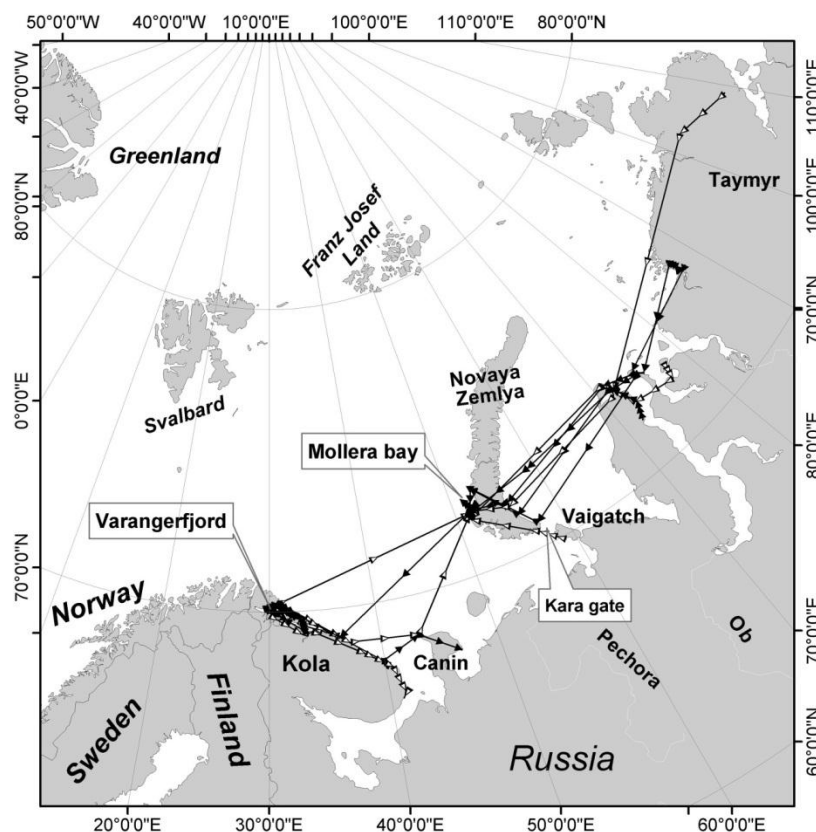 50°0'0"W
40°0'0"W
10°0'0"E
100°0'0"E
110°0'0"E
80°0'0"N
40°0'0"W
110°0'0"E
Greenland
Taymyr
Franz Josef
Land
80°0'0"N
100°0'0"E
70°0'0"N
0°0'0"E
Svalbard
Novaya
Zemlya
80°0'0"E
Mollera bay
Varangerfjord
Vaigatch
70°0'0"N
Norway
Kara gate
Ob
70°0'0"E
Kola
Canin
Pechora
Sweden
Finland
Russia
60°0'0"N
20°0'0"E
30°0'0"E
40°0'0"E
50°0'0"E
60°0'0"E